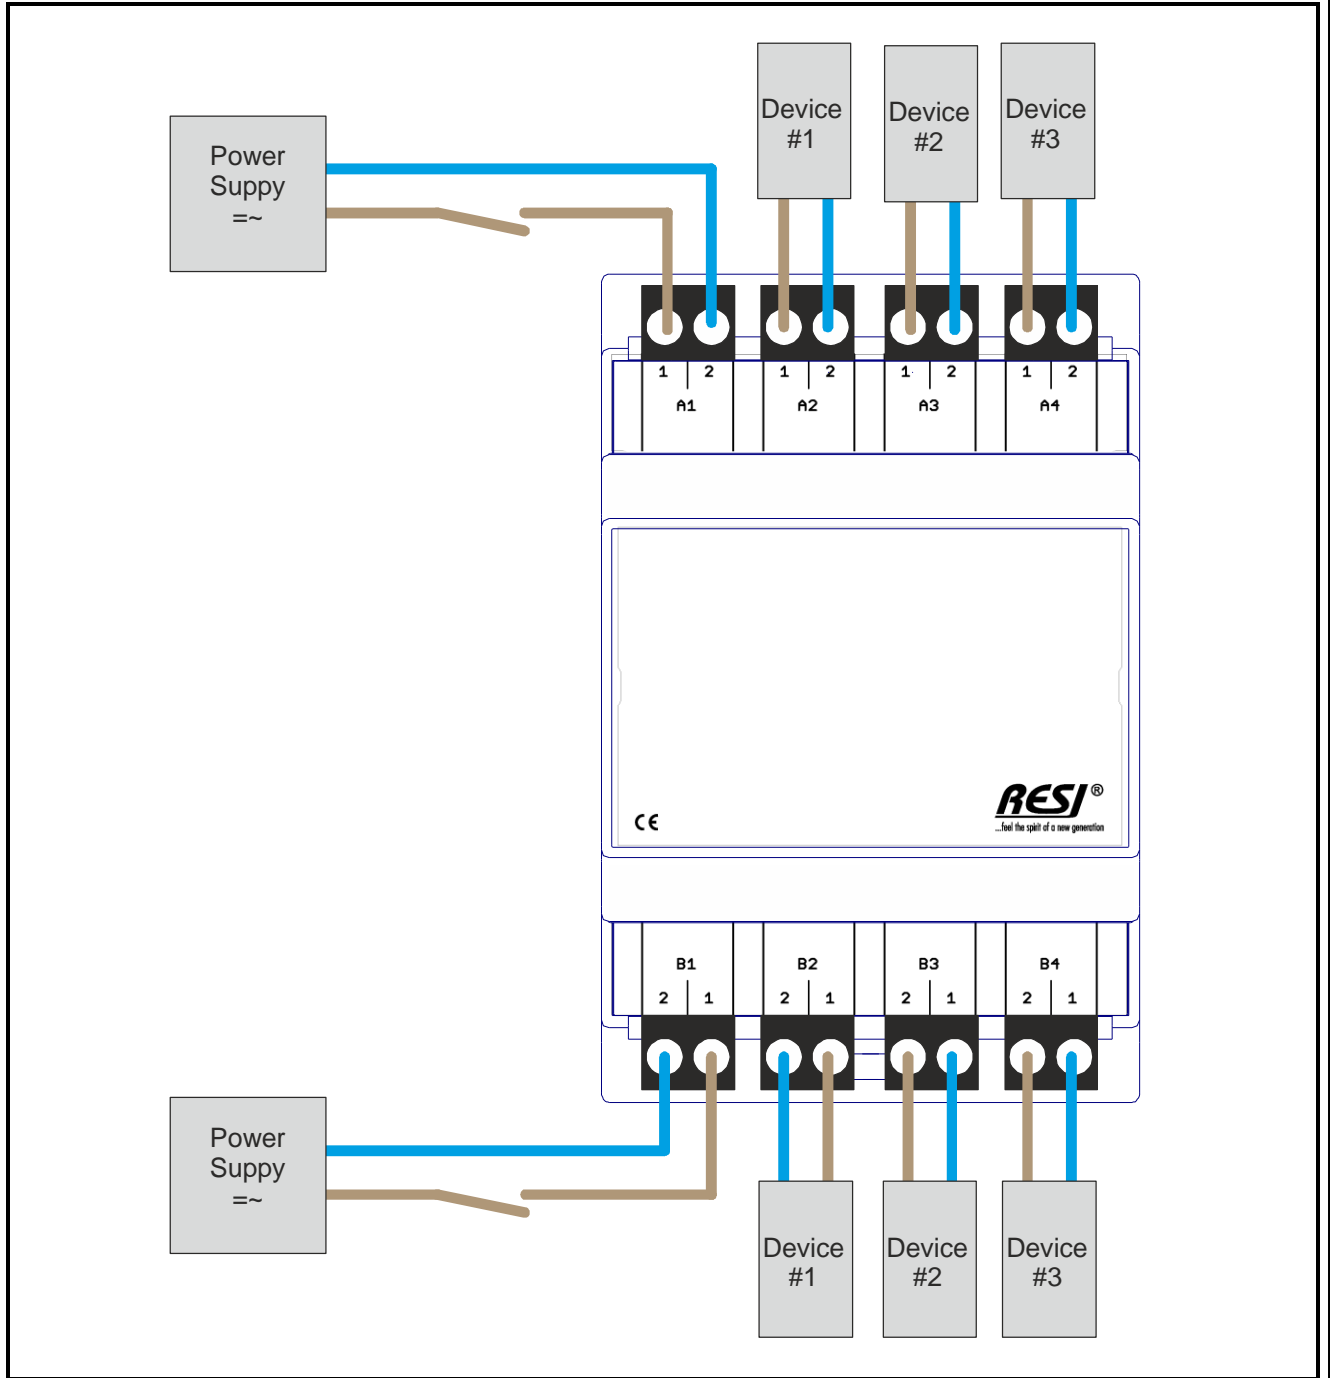 Device
#1
Device
#2
Device
#3
Power
Suppy
=~
1 2 1 2 1 2 1 2
A1 A2 A3 A4
RESI®
...feel the spirit of a new generation
CE
B1 B2 B3 B4
2 1 2 1 2 1 2 1
Power
Suppy
=~
Device
#1
Device
#2
Device
#3